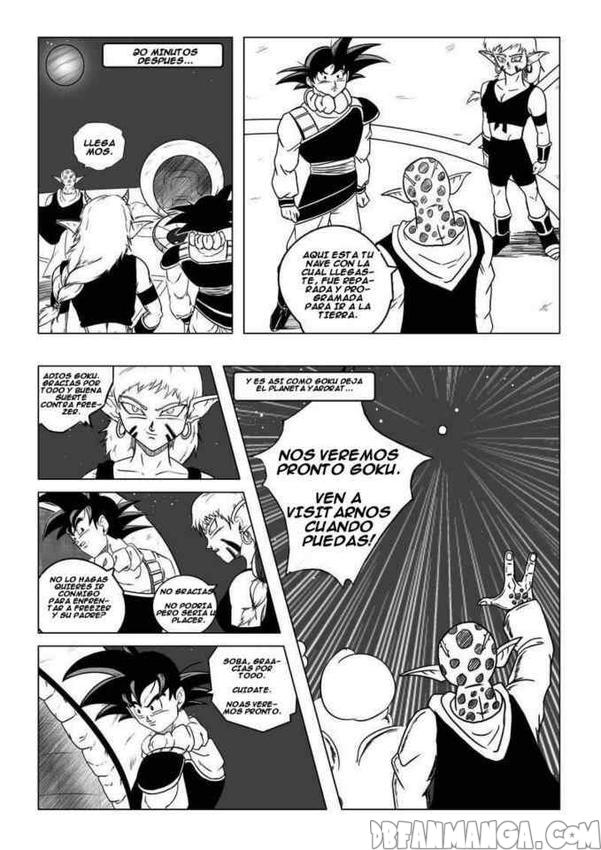 20 MINUTOS
DESPUES...
LLEGA
MOS.
AQUI ESTA TU
NAVE CON LA
CUAL LLEGAS-
TE, FUE REPA-
RADA Y PRO-
GRAMADA
PARA IR A LA
TIERRA.
ADIOS GOKU.
GRACIAS POR
TODO Y BUENA
SUERTE
CONTRA FREE-
ZER.
Y ES ASI COMO GOKU DEJA
EL PLANETA YARDRAT...
NOS VEREMOS
PRONTO GOKU.
VEN A
VISITARNOS
CUANDO
PUEDAS!
NO LO HAGAS
QUIERES IR
CONMIGO
PARA ENFREN-
TAR A FREEZER
Y SU PADRE?
NO GRACIAS
NO PODRIA
PERO SERIA U
PLACER.
SOBA, GRA-
CIAS POR
TODO.
CUIDATE.
NOAS VERE-
MOS PRONTO.
DBFANMANGA.COM